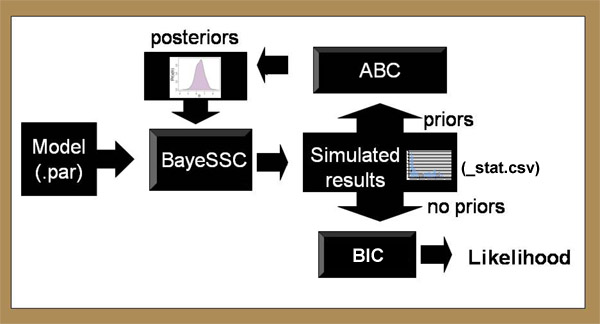 posteriors
ABC
priors
Model
(.par)
BayeSSC
Simulated
results
(_stat.csv)
no priors
BIC
Likelihood